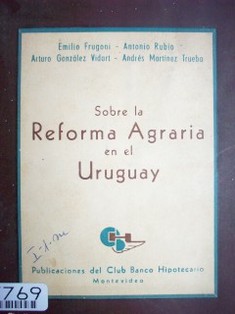 Emilio Frugoni - Antonio Rubio
Arturo González Vidart - Andrés Martínez Trueba
Sobre la
Reforma Agraria
en el
Uruguay
Publicaciones del Club Banco Hipotecario
Montevideo
769